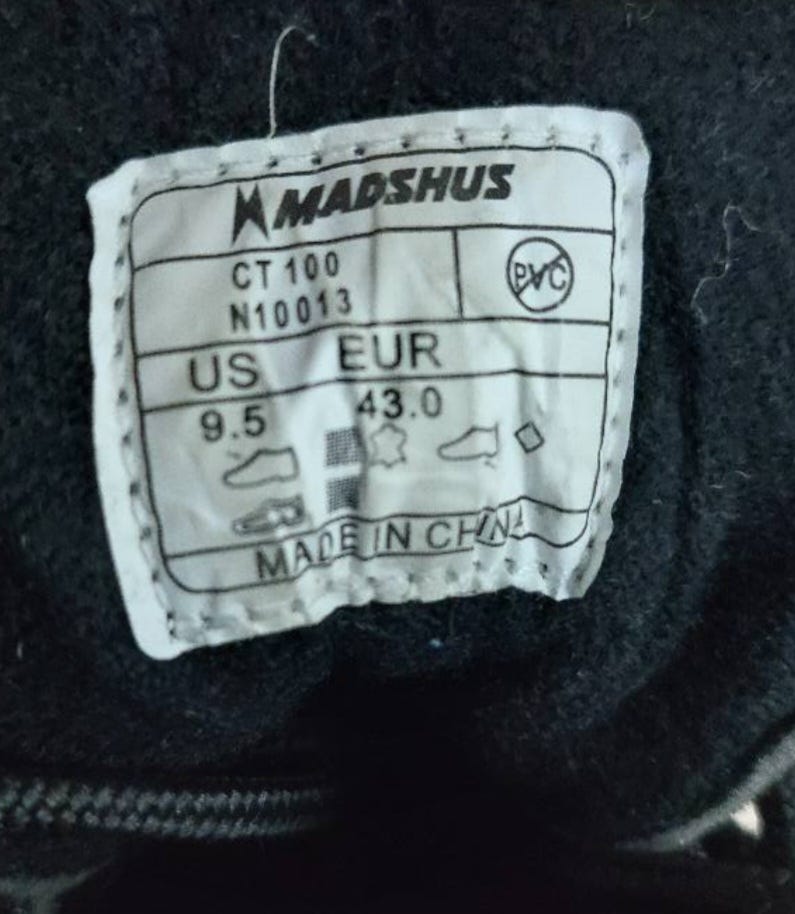 MADSHUS
CT 100
N10013
PVC
US EUR
9.5 43.0
MADE IN CHINA